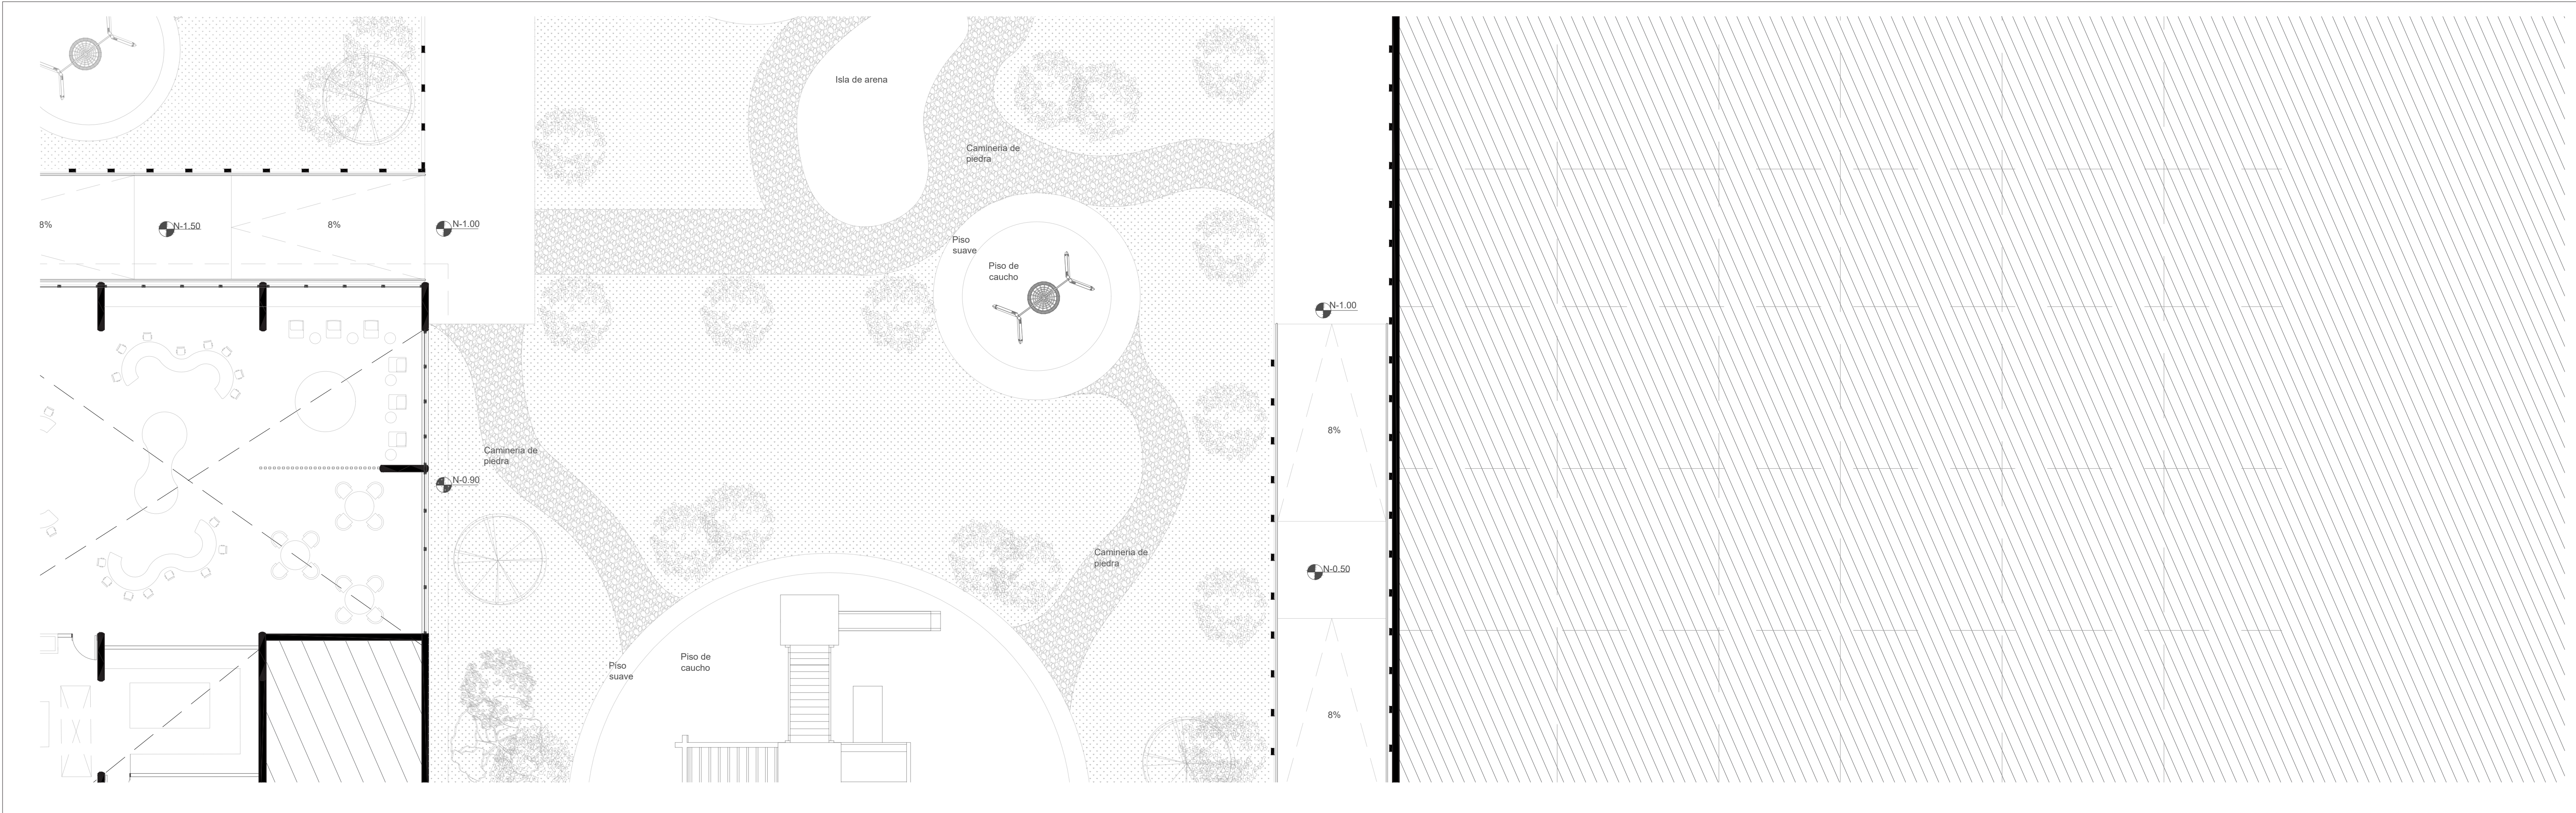 Isla de arena
Caminería de
piedra
8%
N-1.50
8%
N-1.00
Piso
suave
Piso de
caucho
N-1.00
8%
Caminería de
piedra
N-0.90
Caminería de
piedra
N-0.50
Piso
suave
Piso de
caucho
8%